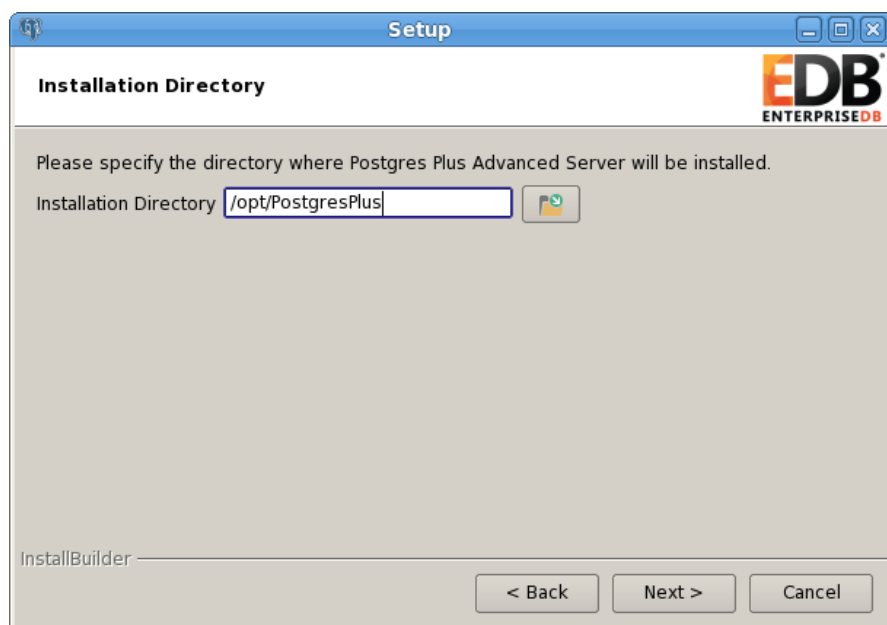 Setup
Installation Directory
EDB
ENTERPRISEDB
Please specify the directory where Postgres Plus Advanced Server will be installed.
Installation Directory /opt/PostgresPlus
InstallBuilder
< Back Next > Cancel